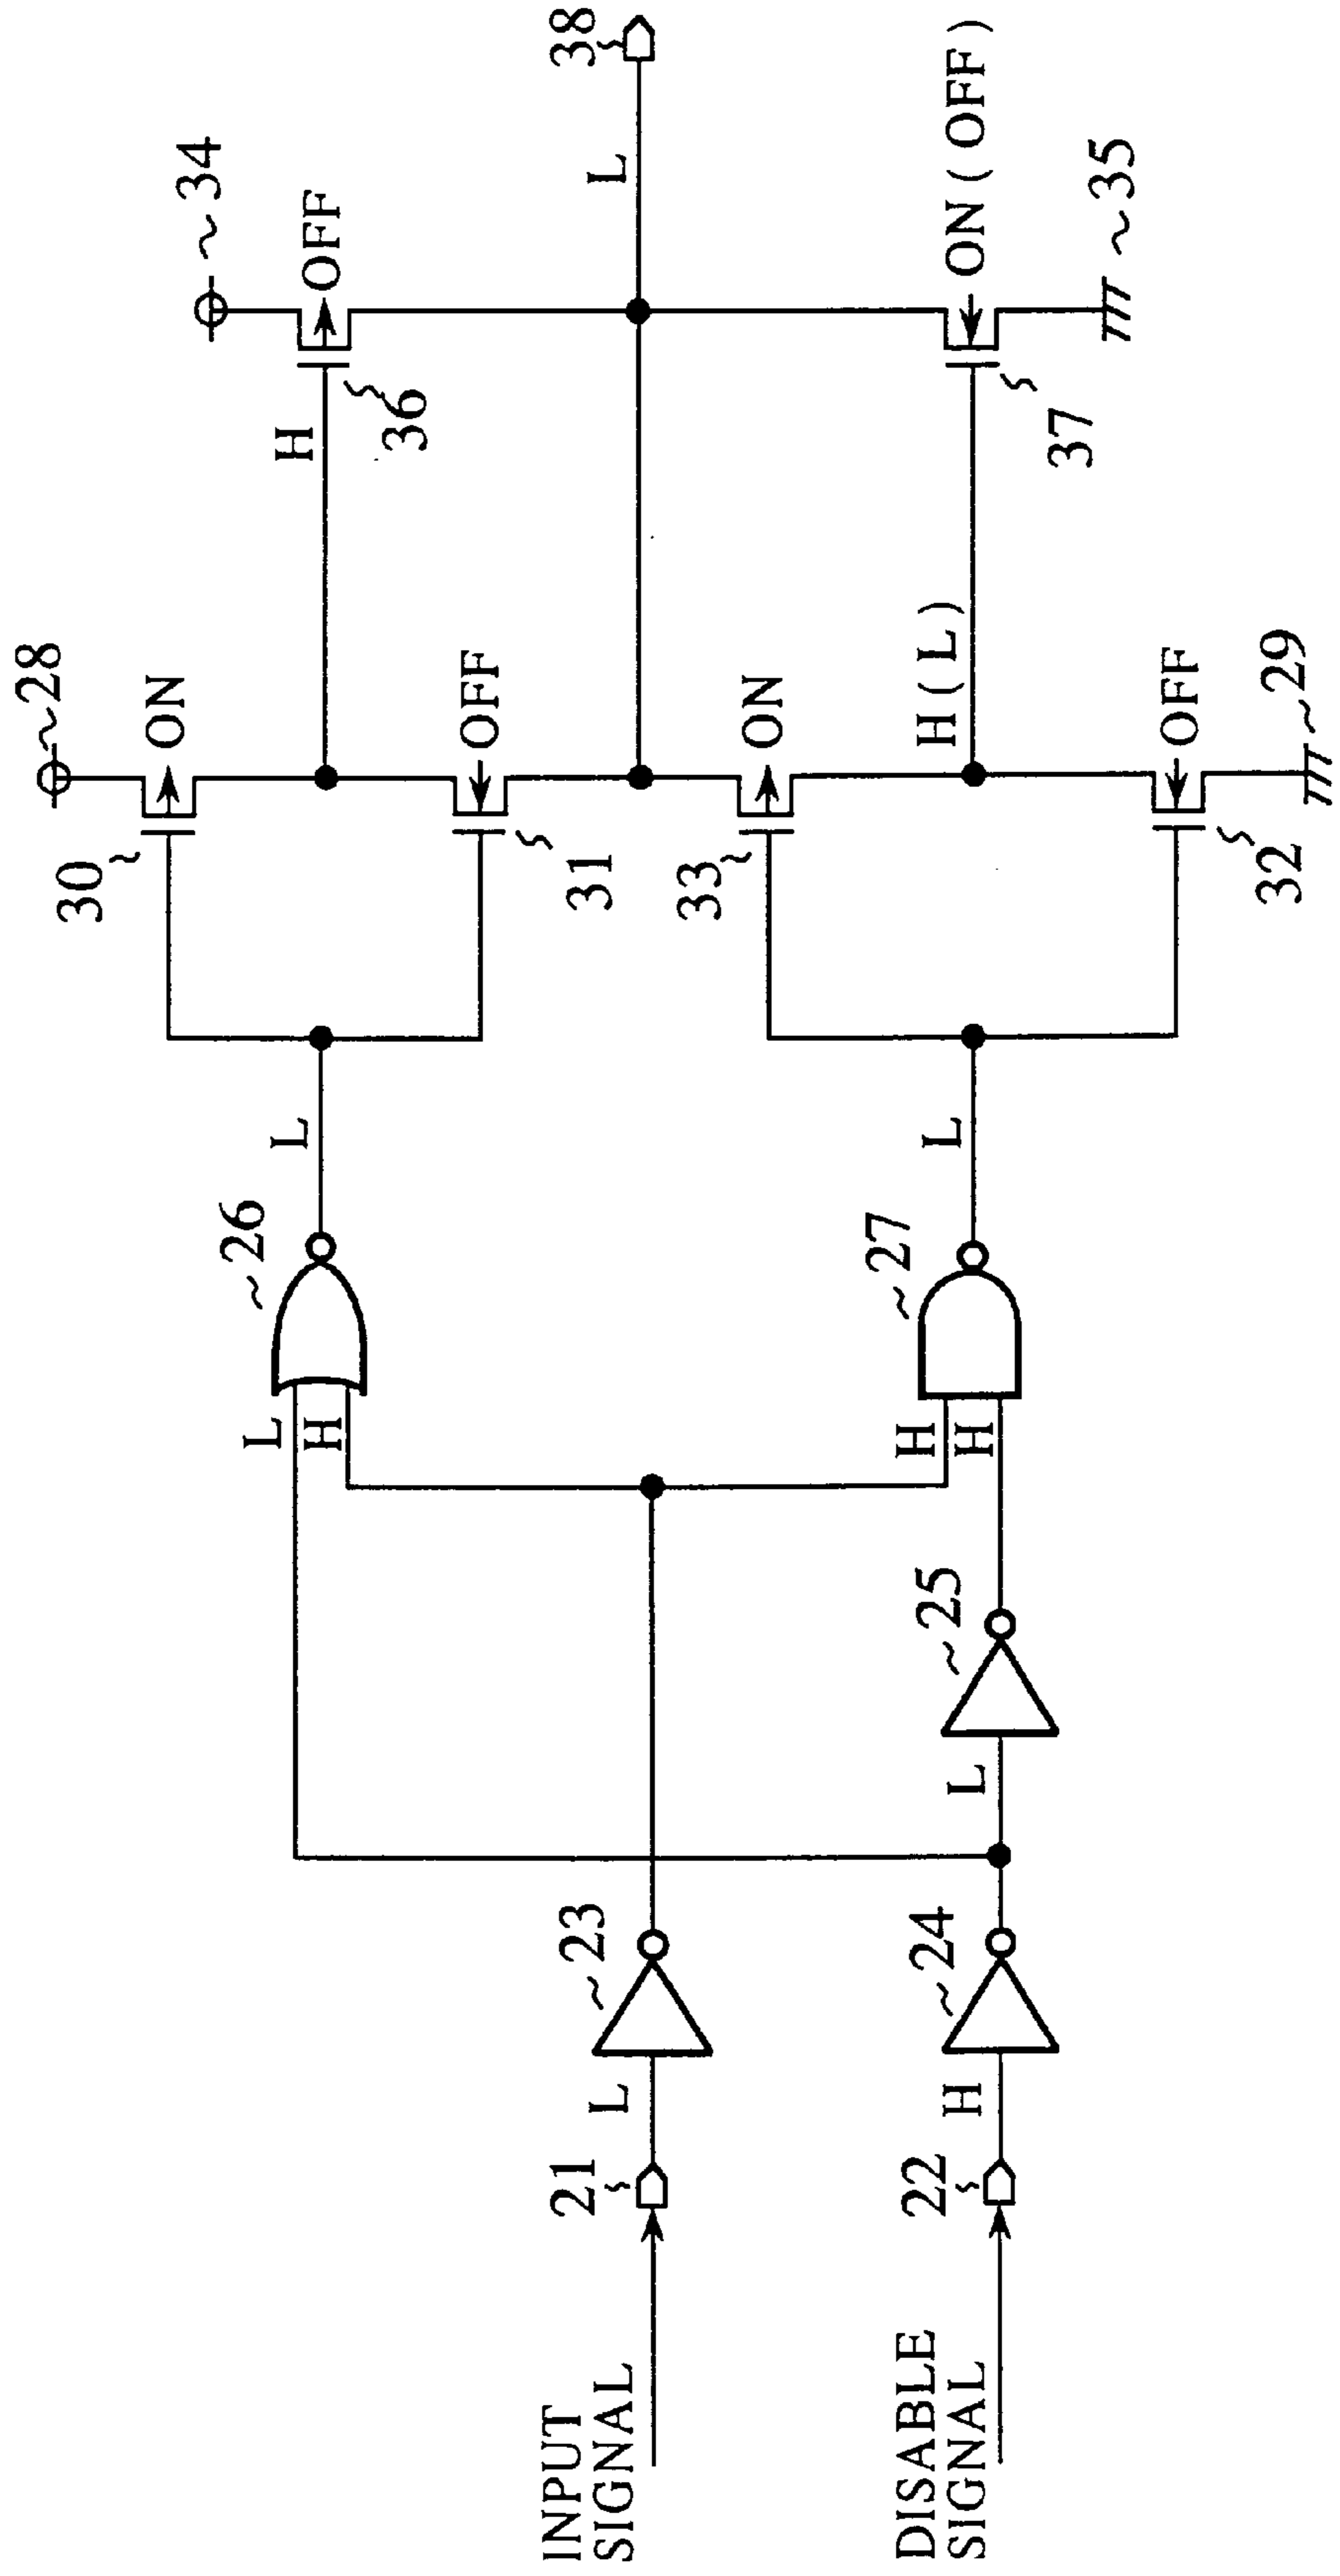 INPUT
SIGNAL
DISABLE
SIGNAL
21
L
22
H
23
24
L
25
L
H
H
H
26
27
L
L
30
31
33
32
28
ON
OFF
ON
OFF
29
H
H ( L )
36
37
34
OFF
ON ( OFF )
35
L
38